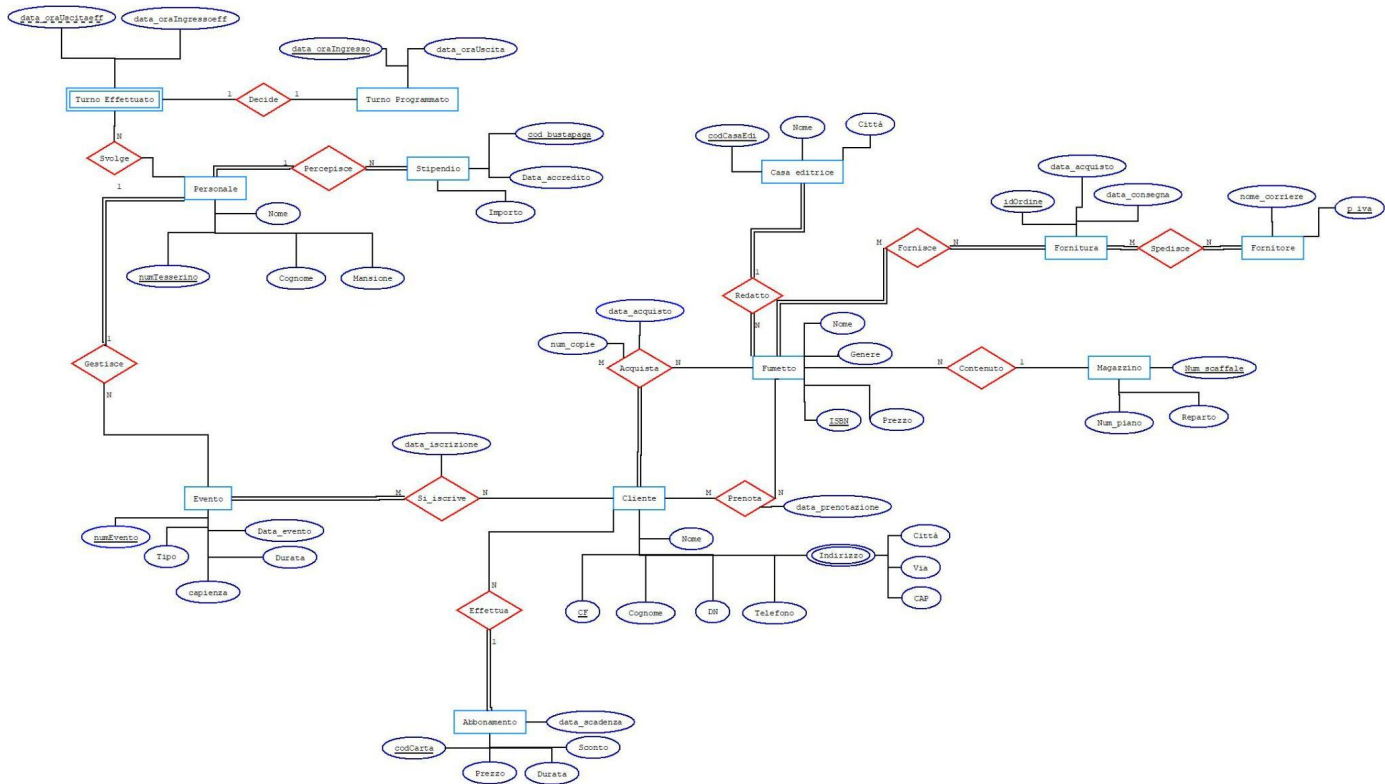 data_oraUscitaeff
data_oraIngressoeff
data_oraIngresso
data_oraUscita
Turno Effettuato
1
Decide
1
Turno Programmato
N
Svolge
1
Personale
1
Percepisce
N
Stipendio
cod_bustapaga
Data_accredito
Importo
Nome
numTesserino
Cognome
Mansione
codCasaEdi
Nome
Città
Casa editrice
1
Redatto
N
data_acquisto
idOrdine
data_consegna
nome_corriere
p_iva
M
Fornisce
N
Fornitura
M
Spedisce
N
Fornitore
1
Gestisce
N
data_acquisto
num_copie
M
Acquista
N
Fumetto
Nome
Genere
ISBN
Prezzo
N
Contenuto
1
Magazzino
Num_scaffale
Num_piano
Reparto
data_iscrizione
Evento
M
Si_iscrive
N
Cliente
M
Prenota
N
data_prenotazione
numEvento
Tipo
Data_evento
Durata
capienza
Nome
CF
Cognome
DN
Telefono
Indirizzo
Città
Via
CAP
N
Effettua
1
Abbonamento
data_scadenza
codCarta
Prezzo
Durata
Sconto